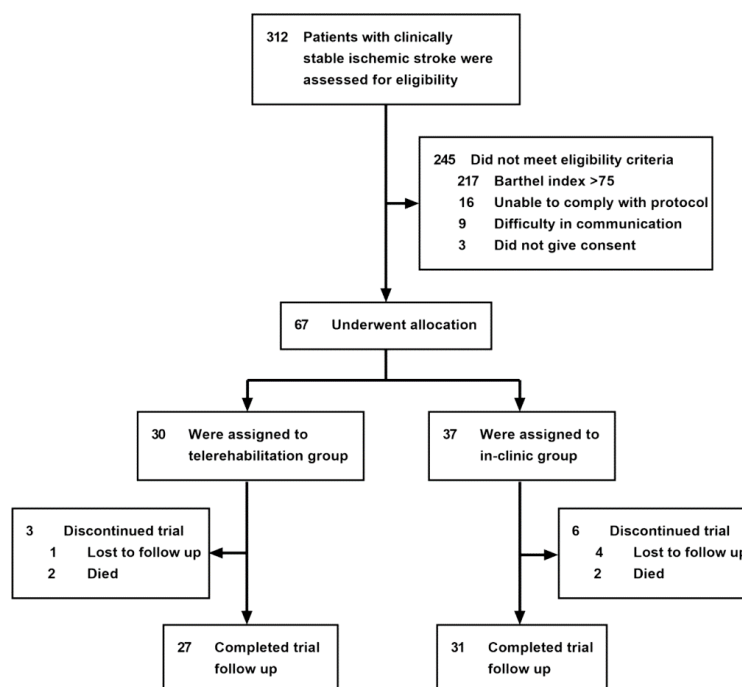 312 Patients with clinically
stable ischemic stroke were
assessed for eligibility
245 Did not meet eligibility criteria
217 Barthel index >75
16 Unable to comply with protocol
9 Difficulty in communication
3 Did not give consent
67 Underwent allocation
30 Were assigned to
telerehabilitation group
37 Were assigned to
in-clinic group
3 Discontinued trial
1 Lost to follow up
2 Died
6 Discontinued trial
4 Lost to follow up
2 Died
27 Completed trial
follow up
31 Completed trial
follow up